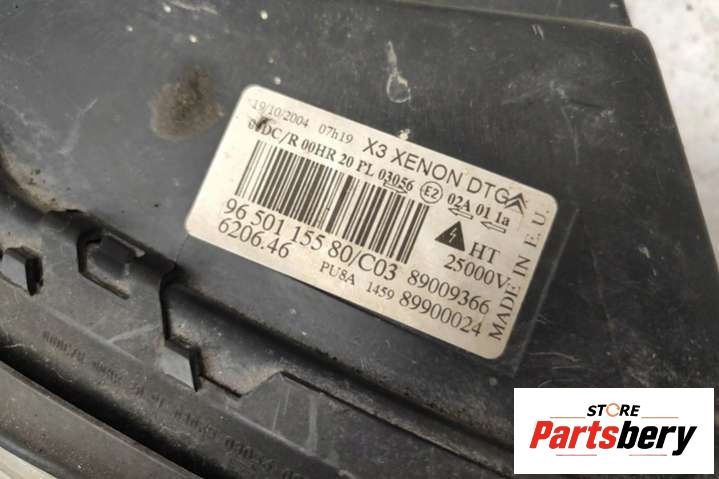 19/10/2004 07h19 X3 XENON DTG
DC/R 00HR 20 PL 03056 E2 02A 01 1a
HT
25000V
96 501 155 80/C03 89009366
6206.46 PU8A 1459 89900024
MADE IN E.U.
STORE
Partsbery